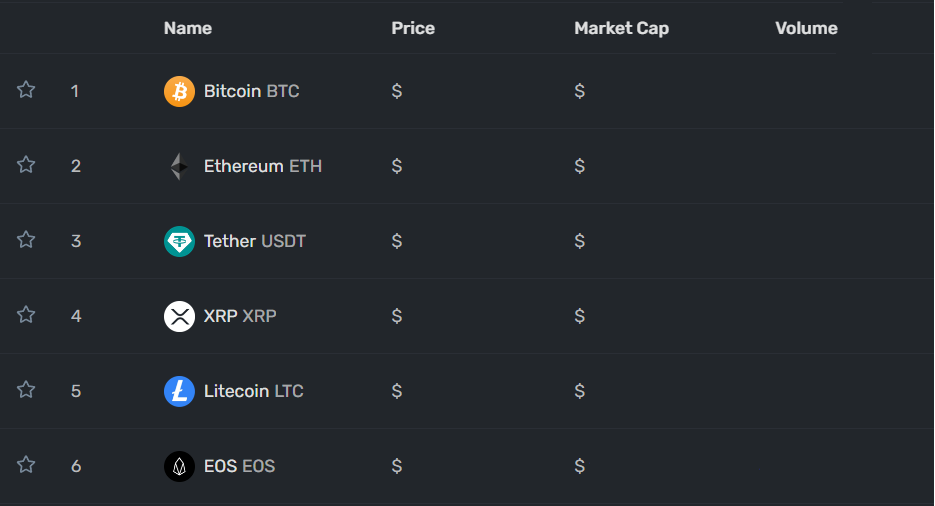 Name Price Market Cap Volume
1 Bitcoin BTC $ $
2 Ethereum ETH $ $
3 Tether USDT $ $
4 XRP XRP $ $
5 Litecoin LTC $ $
6 EOS EOS $ $